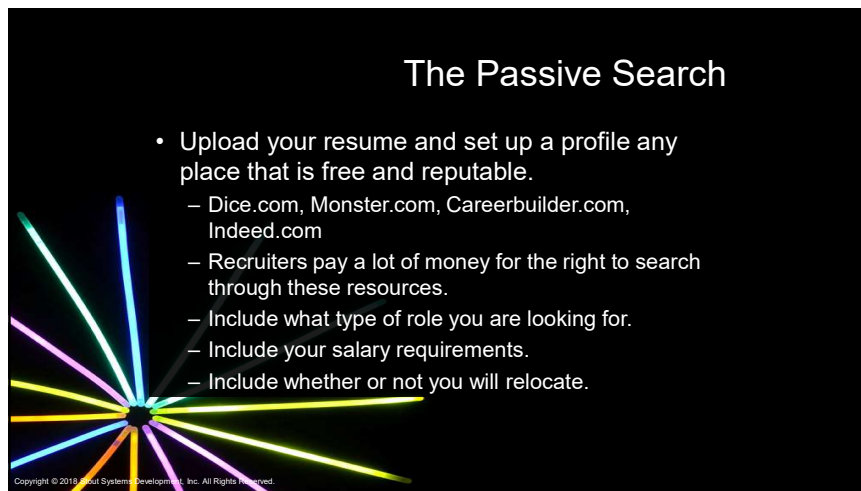 The Passive Search
• Upload your resume and set up a profile any
place that is free and reputable.
– Dice.com, Monster.com, Careerbuilder.com,
Indeed.com
– Recruiters pay a lot of money for the right to search
through these resources.
– Include what type of role you are looking for.
– Include your salary requirements.
– Include whether or not you will relocate.
Copyright © 2018 Stout Systems Development, Inc. All Rights Reserved.